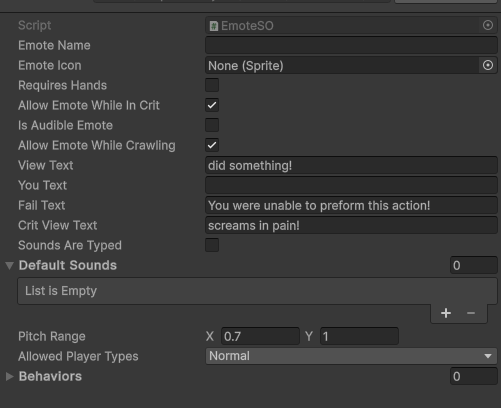 Script EmoteSO
Emote Name
Emote Icon None (Sprite)
Requires Hands
Allow Emote While In Crit
Is Audible Emote
Allow Emote While Crawling
View Text did something!
You Text
Fail Text You were unable to preform this action!
Crit View Text screams in pain!
Sounds Are Typed
Default Sounds 0
List is Empty
+ −
Pitch Range X 0.7 Y 1
Allowed Player Types Normal
Behaviors 0